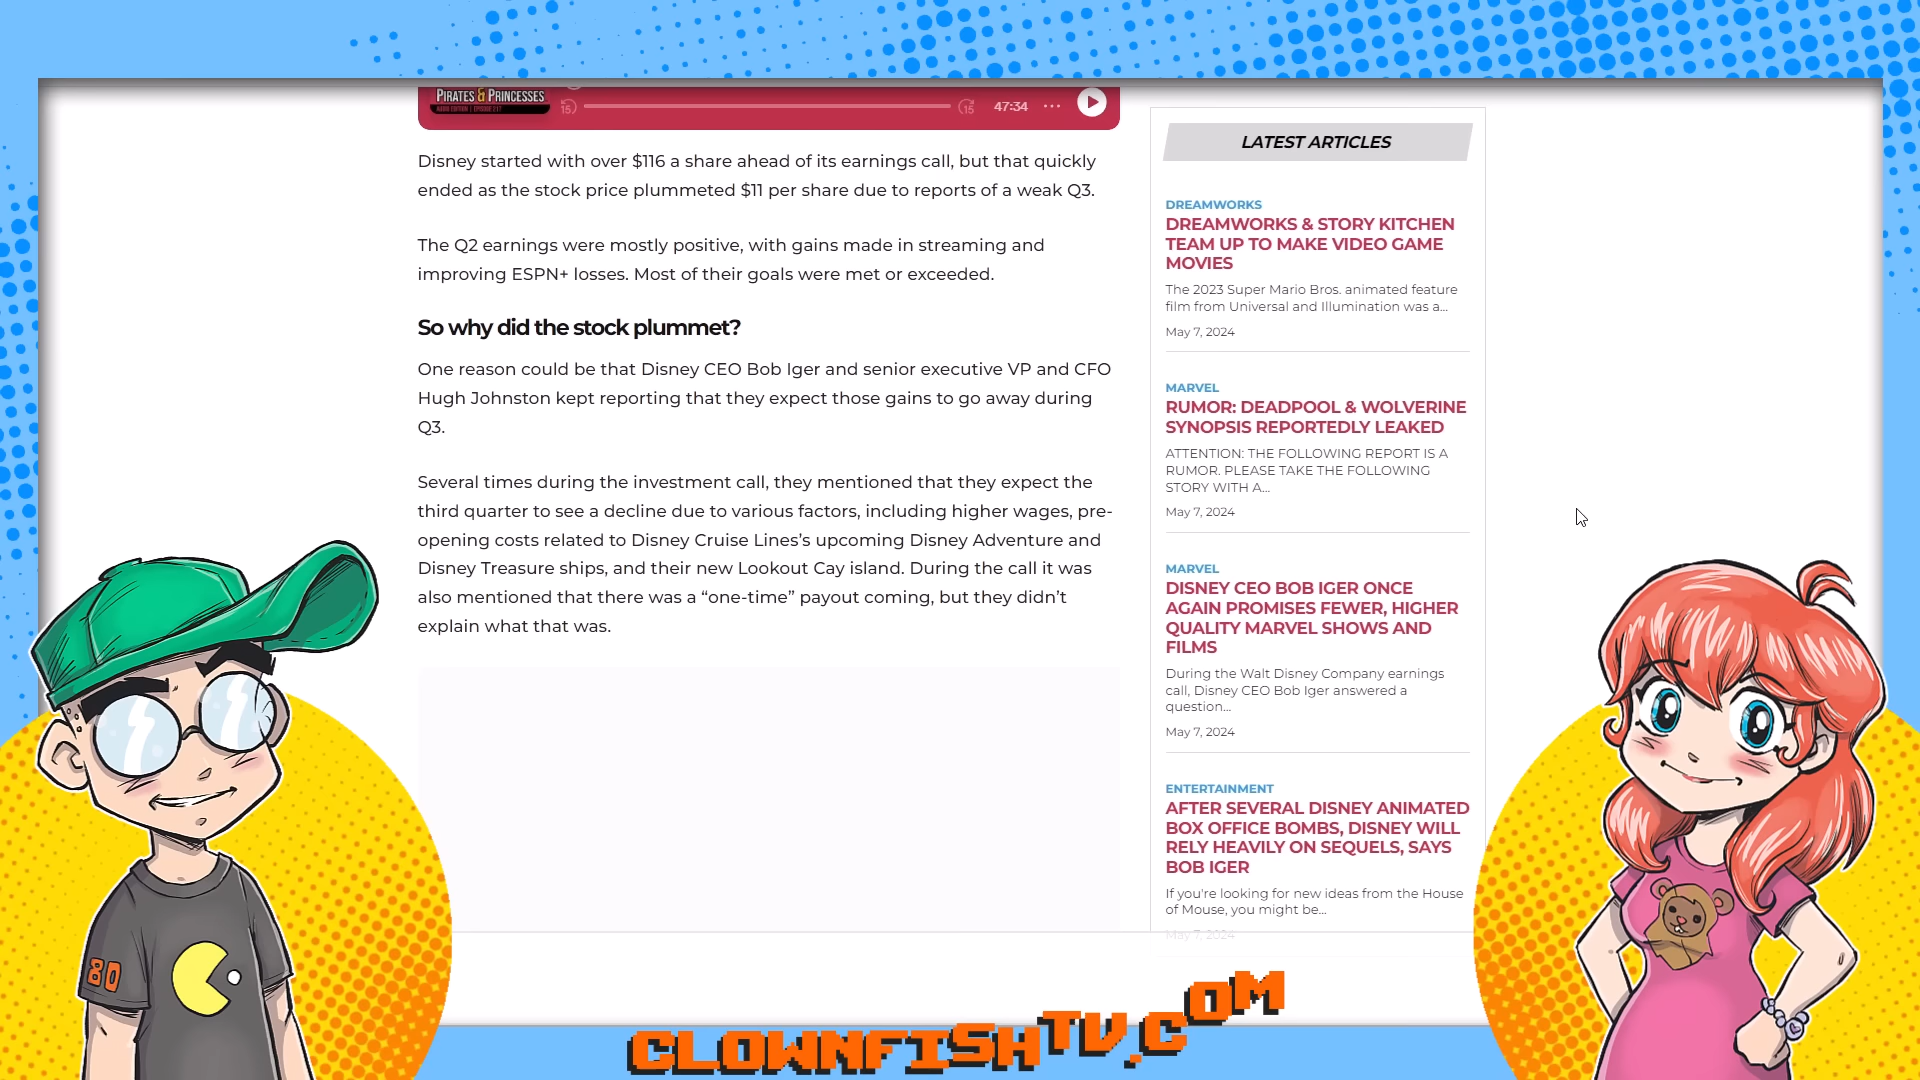 PIRATES & PRINCESSES
15
15
47:34
Disney started with over $116 a share ahead of its earnings call, but that quickly
ended as the stock price plummeted $11 per share due to reports of a weak Q3.
The Q2 earnings were mostly positive, with gains made in streaming and
improving ESPN+ losses. Most of their goals were met or exceeded.
So why did the stock plummet?
One reason could be that Disney CEO Bob Iger and senior executive VP and CFO
Hugh Johnston kept reporting that they expect those gains to go away during
Q3.
Several times during the investment call, they mentioned that they expect the
third quarter to see a decline due to various factors, including higher wages, pre-
opening costs related to Disney Cruise Lines’s upcoming Disney Adventure and
Disney Treasure ships, and their new Lookout Cay island. During the call it was
also mentioned that there was a “one-time” payout coming, but they didn’t
explain what that was.
LATEST ARTICLES
DREAMWORKS
DREAMWORKS & STORY KITCHEN
TEAM UP TO MAKE VIDEO GAME
MOVIES
The 2023 Super Mario Bros. animated feature
film from Universal and Illumination was a...
May 7, 2024
MARVEL
RUMOR: DEADPOOL & WOLVERINE
SYNOPSIS REPORTEDLY LEAKED
ATTENTION: THE FOLLOWING REPORT IS A
RUMOR. PLEASE TAKE THE FOLLOWING
STORY WITH A...
May 7, 2024
MARVEL
DISNEY CEO BOB IGER ONCE
AGAIN PROMISES FEWER, HIGHER
QUALITY MARVEL SHOWS AND
FILMS
During the Walt Disney Company earnings
call, Disney CEO Bob Iger answered a
question...
May 7, 2024
ENTERTAINMENT
AFTER SEVERAL DISNEY ANIMATED
BOX OFFICE BOMBS, DISNEY WILL
RELY HEAVILY ON SEQUELS, SAYS
BOB IGER
If you're looking for new ideas from the House
of Mouse, you might be...
May 7, 2024
80
CLOWNFISHTV.COM